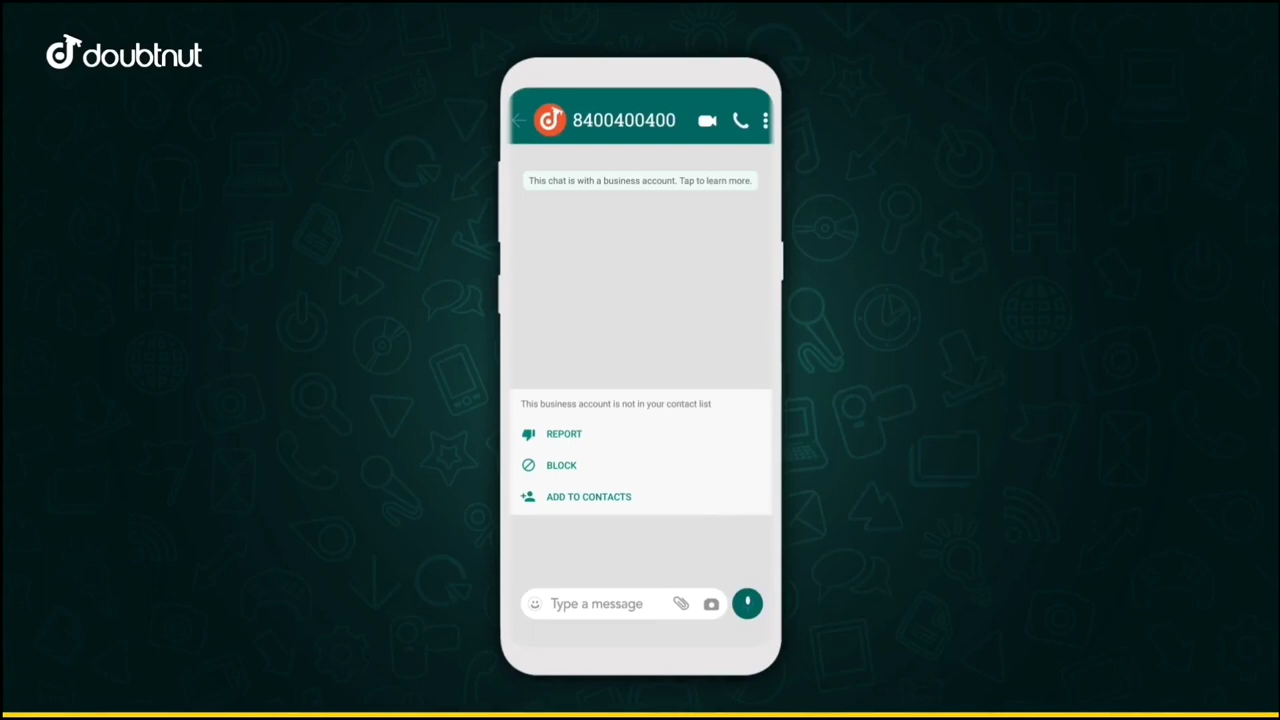 doubtnut
8400400400
This chat is with a business account. Tap to learn more.
This business account is not in your contact list
REPORT
BLOCK
ADD TO CONTACTS
Type a message